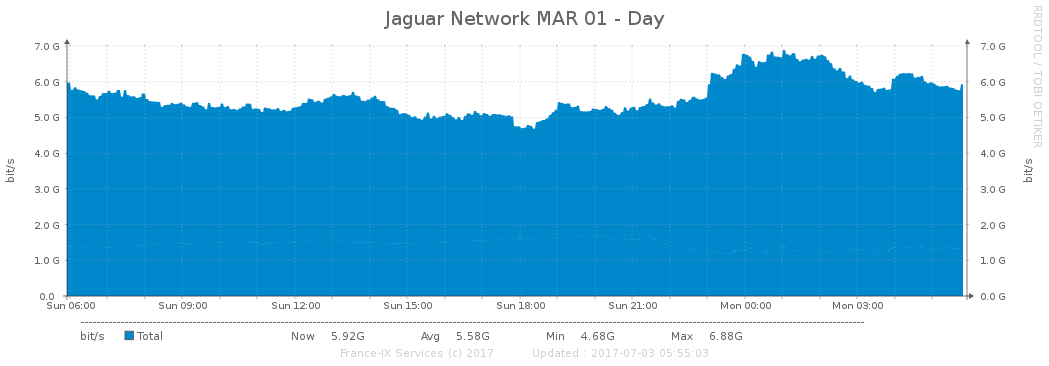 Jaguar Network MAR 01 - Day
RRDTOOL / TOBI OETIKER
7.0 G 7.0 G
6.0 G 6.0 G
5.0 G 5.0 G
4.0 G 4.0 G
3.0 G 3.0 G
2.0 G 2.0 G
1.0 G 1.0 G
0.0 0.0 G
bit/s bit/s
Sun 06:00 Sun 09:00 Sun 12:00 Sun 15:00 Sun 18:00 Sun 21:00 Mon 00:00 Mon 03:00
bit/s Total Now 5.92G Avg 5.58G Min 4.68G Max 6.88G
France-IX Services (c) 2017 Updated : 2017-07-03 05:55:03